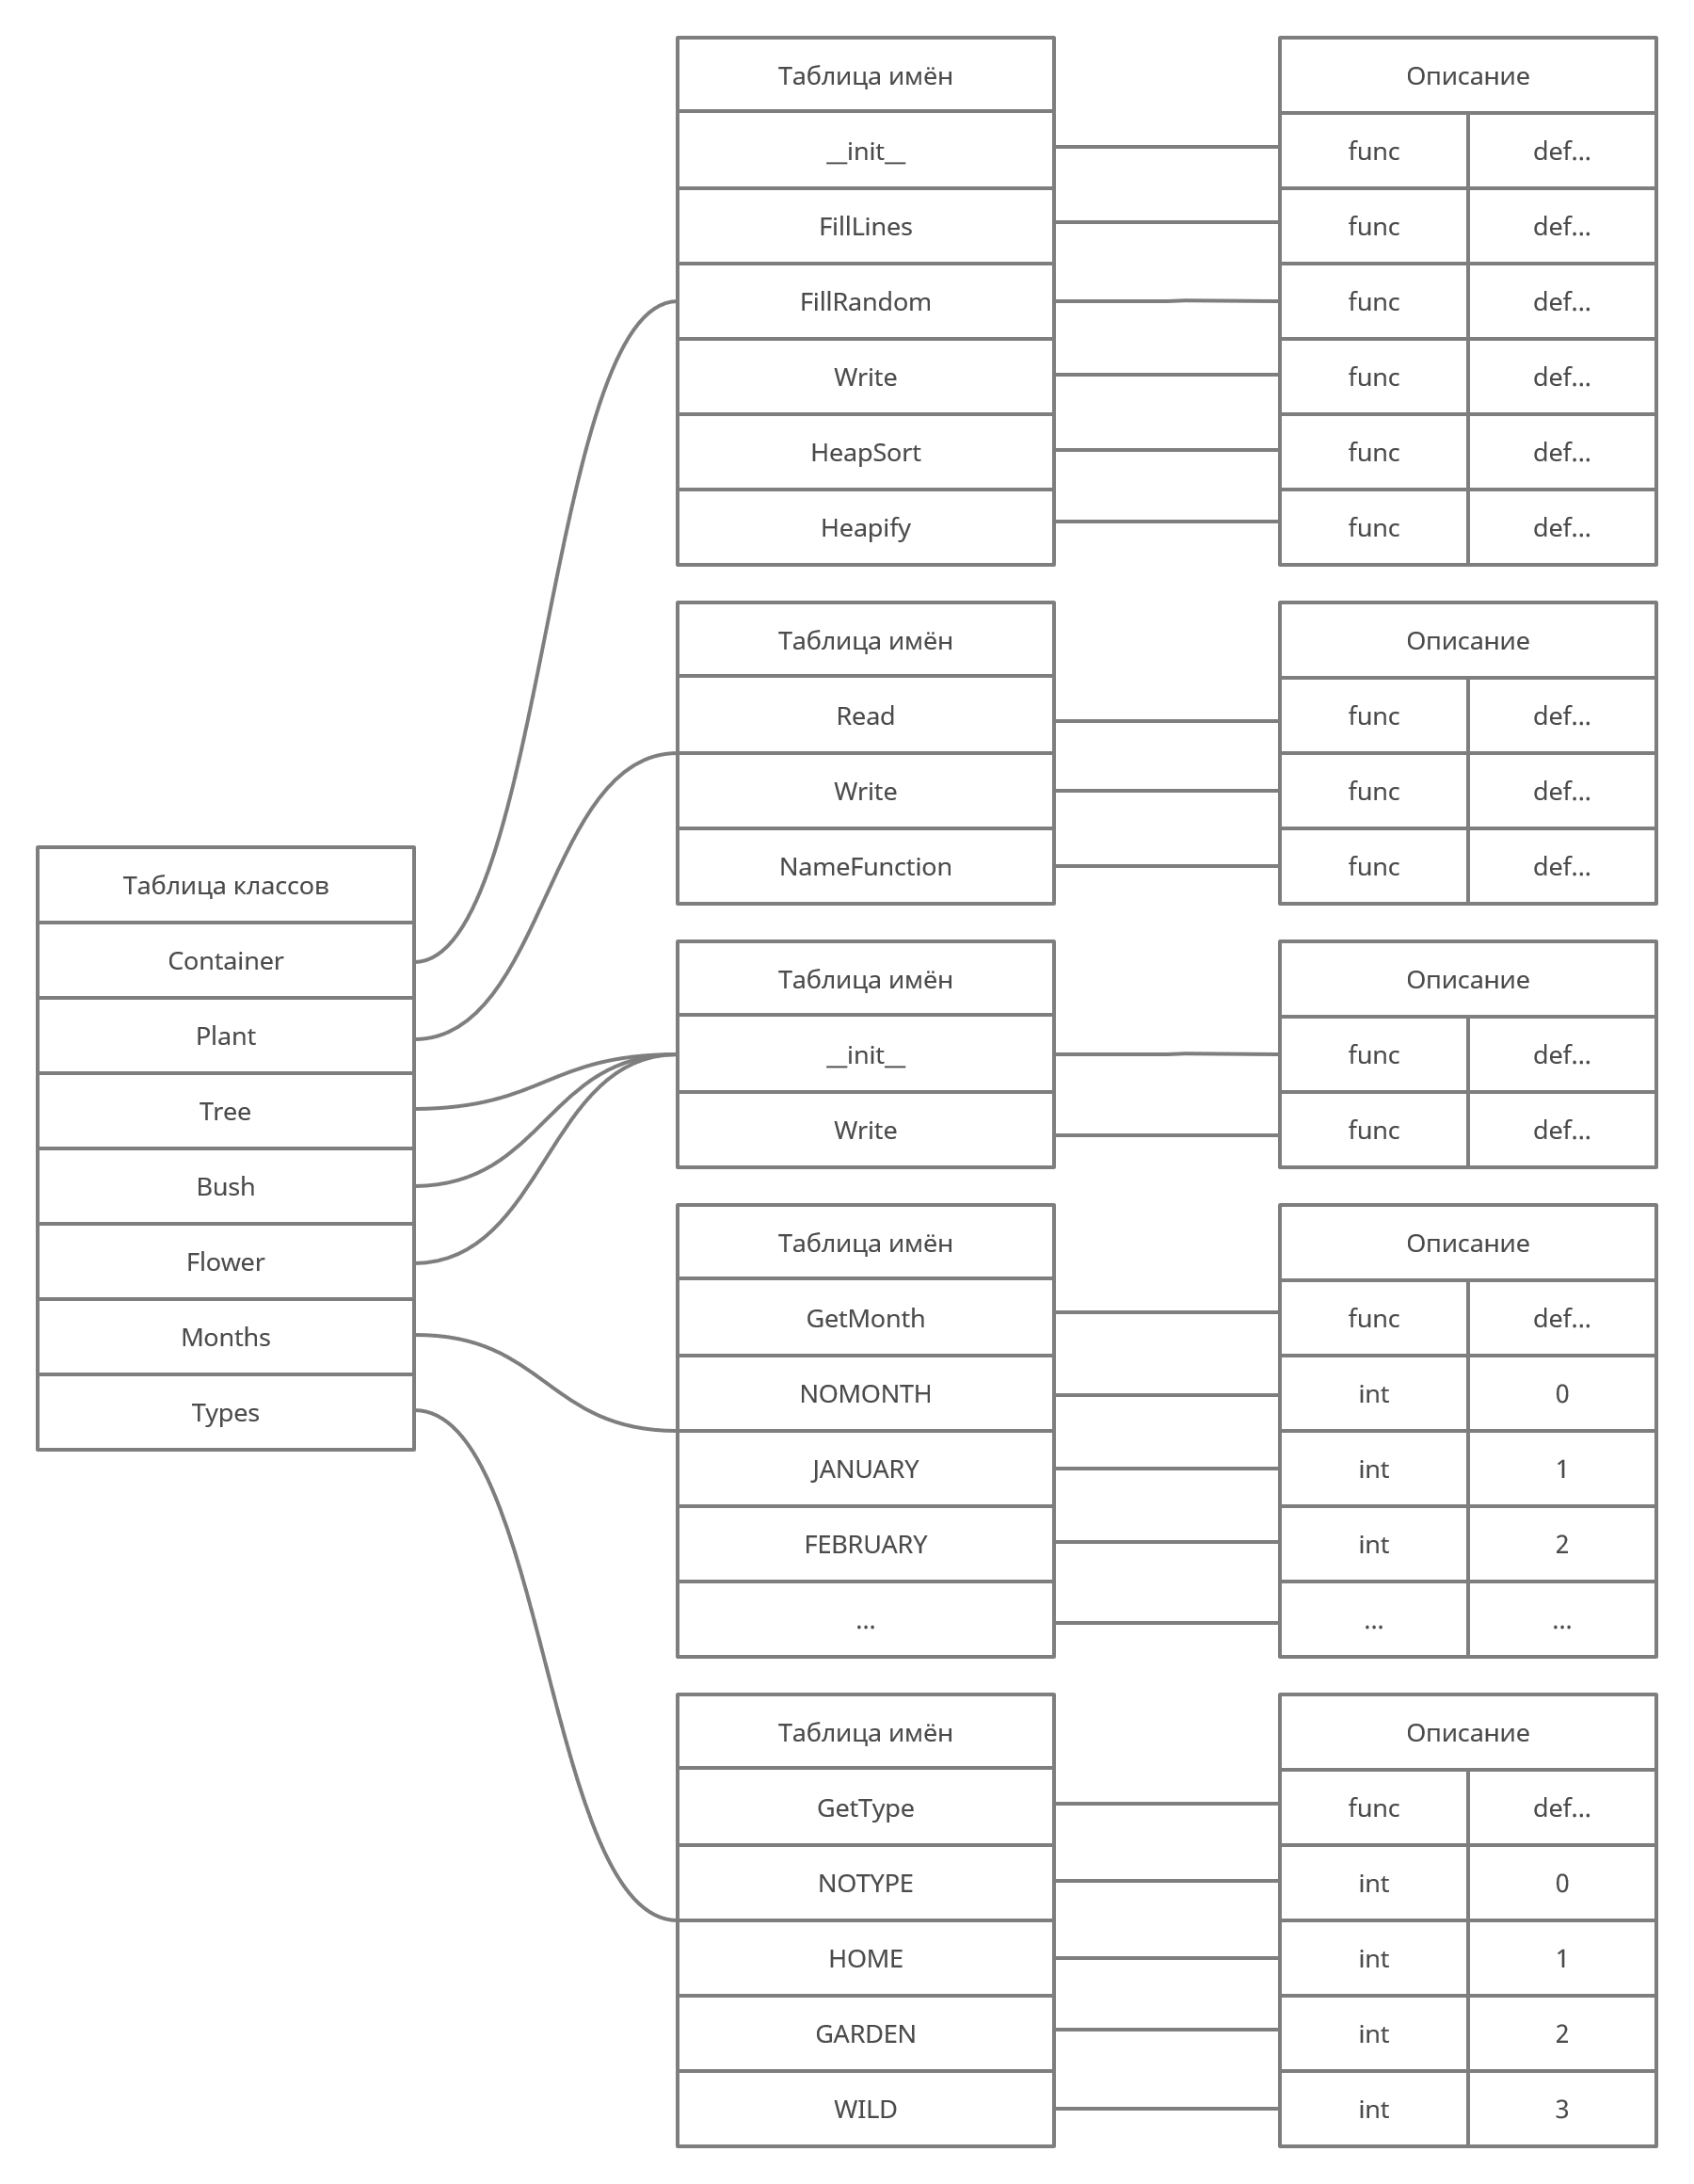 Таблица классов
Container
Plant
Tree
Bush
Flower
Months
Types
Таблица имён
Описание
__init__ func def...
FillLines func def...
FillRandom func def...
Write func def...
HeapSort func def...
Heapify func def...
Таблица имён
Описание
Read func def...
Write func def...
NameFunction func def...
Таблица имён
Описание
__init__ func def...
Write func def...
Таблица имён
Описание
GetMonth func def...
NOMONTH int 0
JANUARY int 1
FEBRUARY int 2
... ... ...
Таблица имён
Описание
GetType func def...
NOTYPE int 0
HOME int 1
GARDEN int 2
WILD int 3